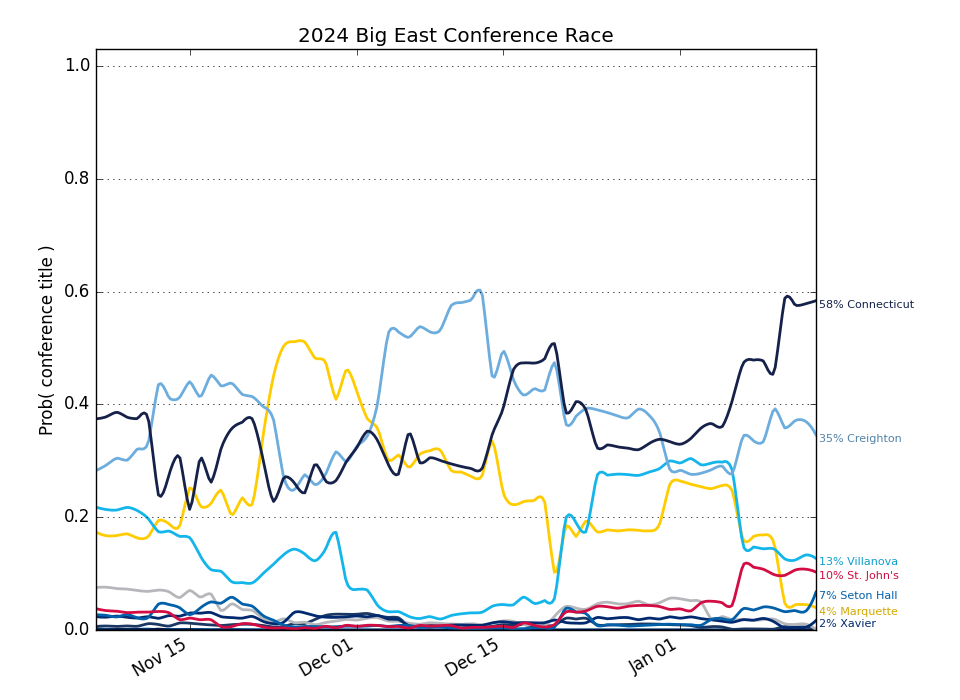 2024 Big East Conference Race
Prob( conference title )
1.0
0.8
0.6
0.4
0.2
0.0
Nov 15
Dec 01
Dec 15
Jan 01
58% Connecticut
35% Creighton
13% Villanova
10% St. John's
7% Seton Hall
4% Marquette
2% Xavier